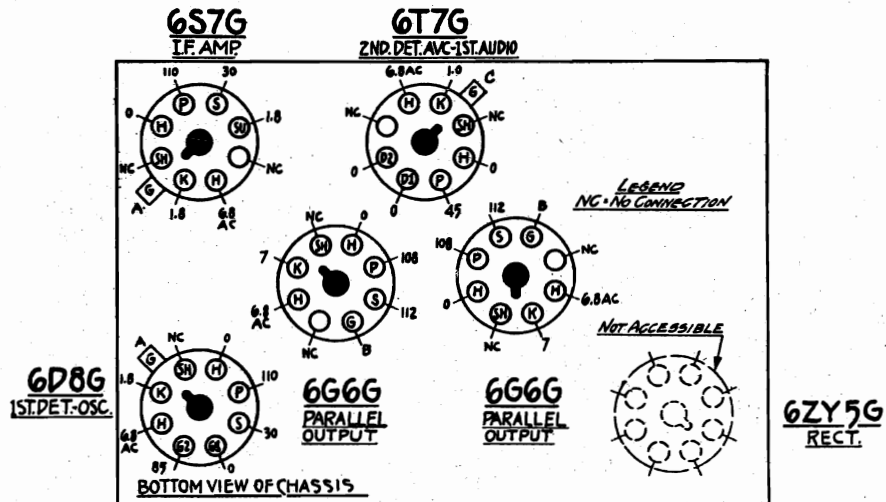 6S7G
I.F. AMP.
110
30
P
S
0
H
SU
1.8
SH
NC
NC
G
K
H
A
1.8
6.8
AC
6T7G
2ND. DET. AVC-1ST. AUDIO
6.8AC
1.0
C
G
H
K
NC
SH
NC
D2
H
0
D1
P
0
0
45
LEGEND
NC = NO CONNECTION
NC
0
SH
H
7
K
P
108
H
S
6.8
AC
112
G
NC
B
6G6G
PARALLEL
OUTPUT
112
B
S
G
108
P
NC
H
H
6.8AC
0
SH
K
NC
7
6G6G
PARALLEL
OUTPUT
NOT ACCESSIBLE
6ZY5G
RECT.
6D8G
1ST. DET.-OSC.
A
G
NC
0
SH
H
1.8
K
P
110
H
S
6.8
AC
30
G2
85
0
BOTTOM VIEW OF CHASSIS